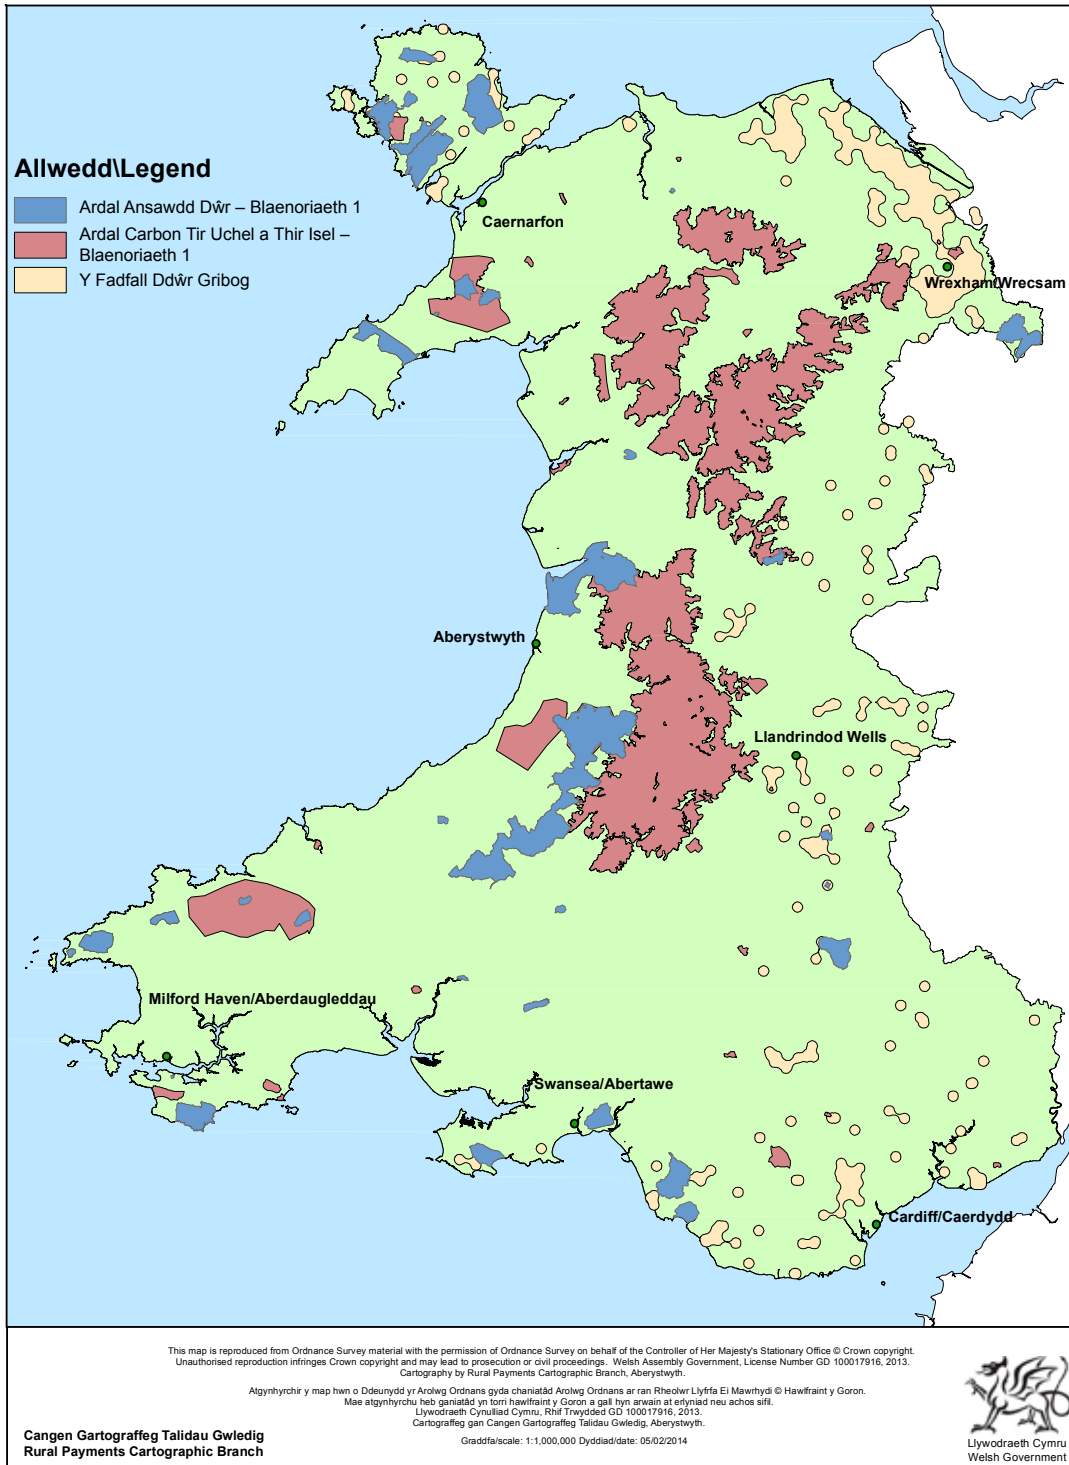 Allwedd\Legend
Ardal Ansawdd Dŵr – Blaenoriaeth 1
Ardal Carbon Tir Uchel a Thir Isel –
Blaenoriaeth 1
Y Fadfall Ddŵr Gribog
Caernarfon
Wrexham/Wrecsam
Aberystwyth
Llandrindod Wells
Milford Haven/Aberdaugleddau
Swansea/Abertawe
Cardiff/Caerdydd
This map is reproduced from Ordnance Survey material with the permission of Ordnance Survey on behalf of the Controller of Her Majesty's Stationary Office © Crown copyright.
Unauthorised reproduction infringes Crown copyright and may lead to prosecution or civil proceedings. Welsh Assembly Government, License Number GD 100017916, 2013.
Cartography by Rural Payments Cartographic Branch, Aberystwyth.
Atgynhyrchir y map hwn o Ddeunydd yr Arolwg Ordnans gyda chaniatâd Arolwg Ordnans ar ran Rheolwr Llyfrfa Ei Mawrhydi © Hawlfraint y Goron.
Mae atgynhyrchu heb ganiatâd yn torri hawlfraint y Goron a gall hyn arwain at erlyniad neu achos sifil.
Llywodraeth Cynulliad Cymru, Rhif Trwydded GD 100017916, 2013.
Cartograffeg gan Cangen Gartograffeg Talidau Gwledig, Aberystwyth.
Graddfa/scale: 1:1,000,000 Dyddiad/date: 05/02/2014
Cangen Gartograffeg Talidau Gwledig
Rural Payments Cartographic Branch
Llywodraeth Cymru
Welsh Government